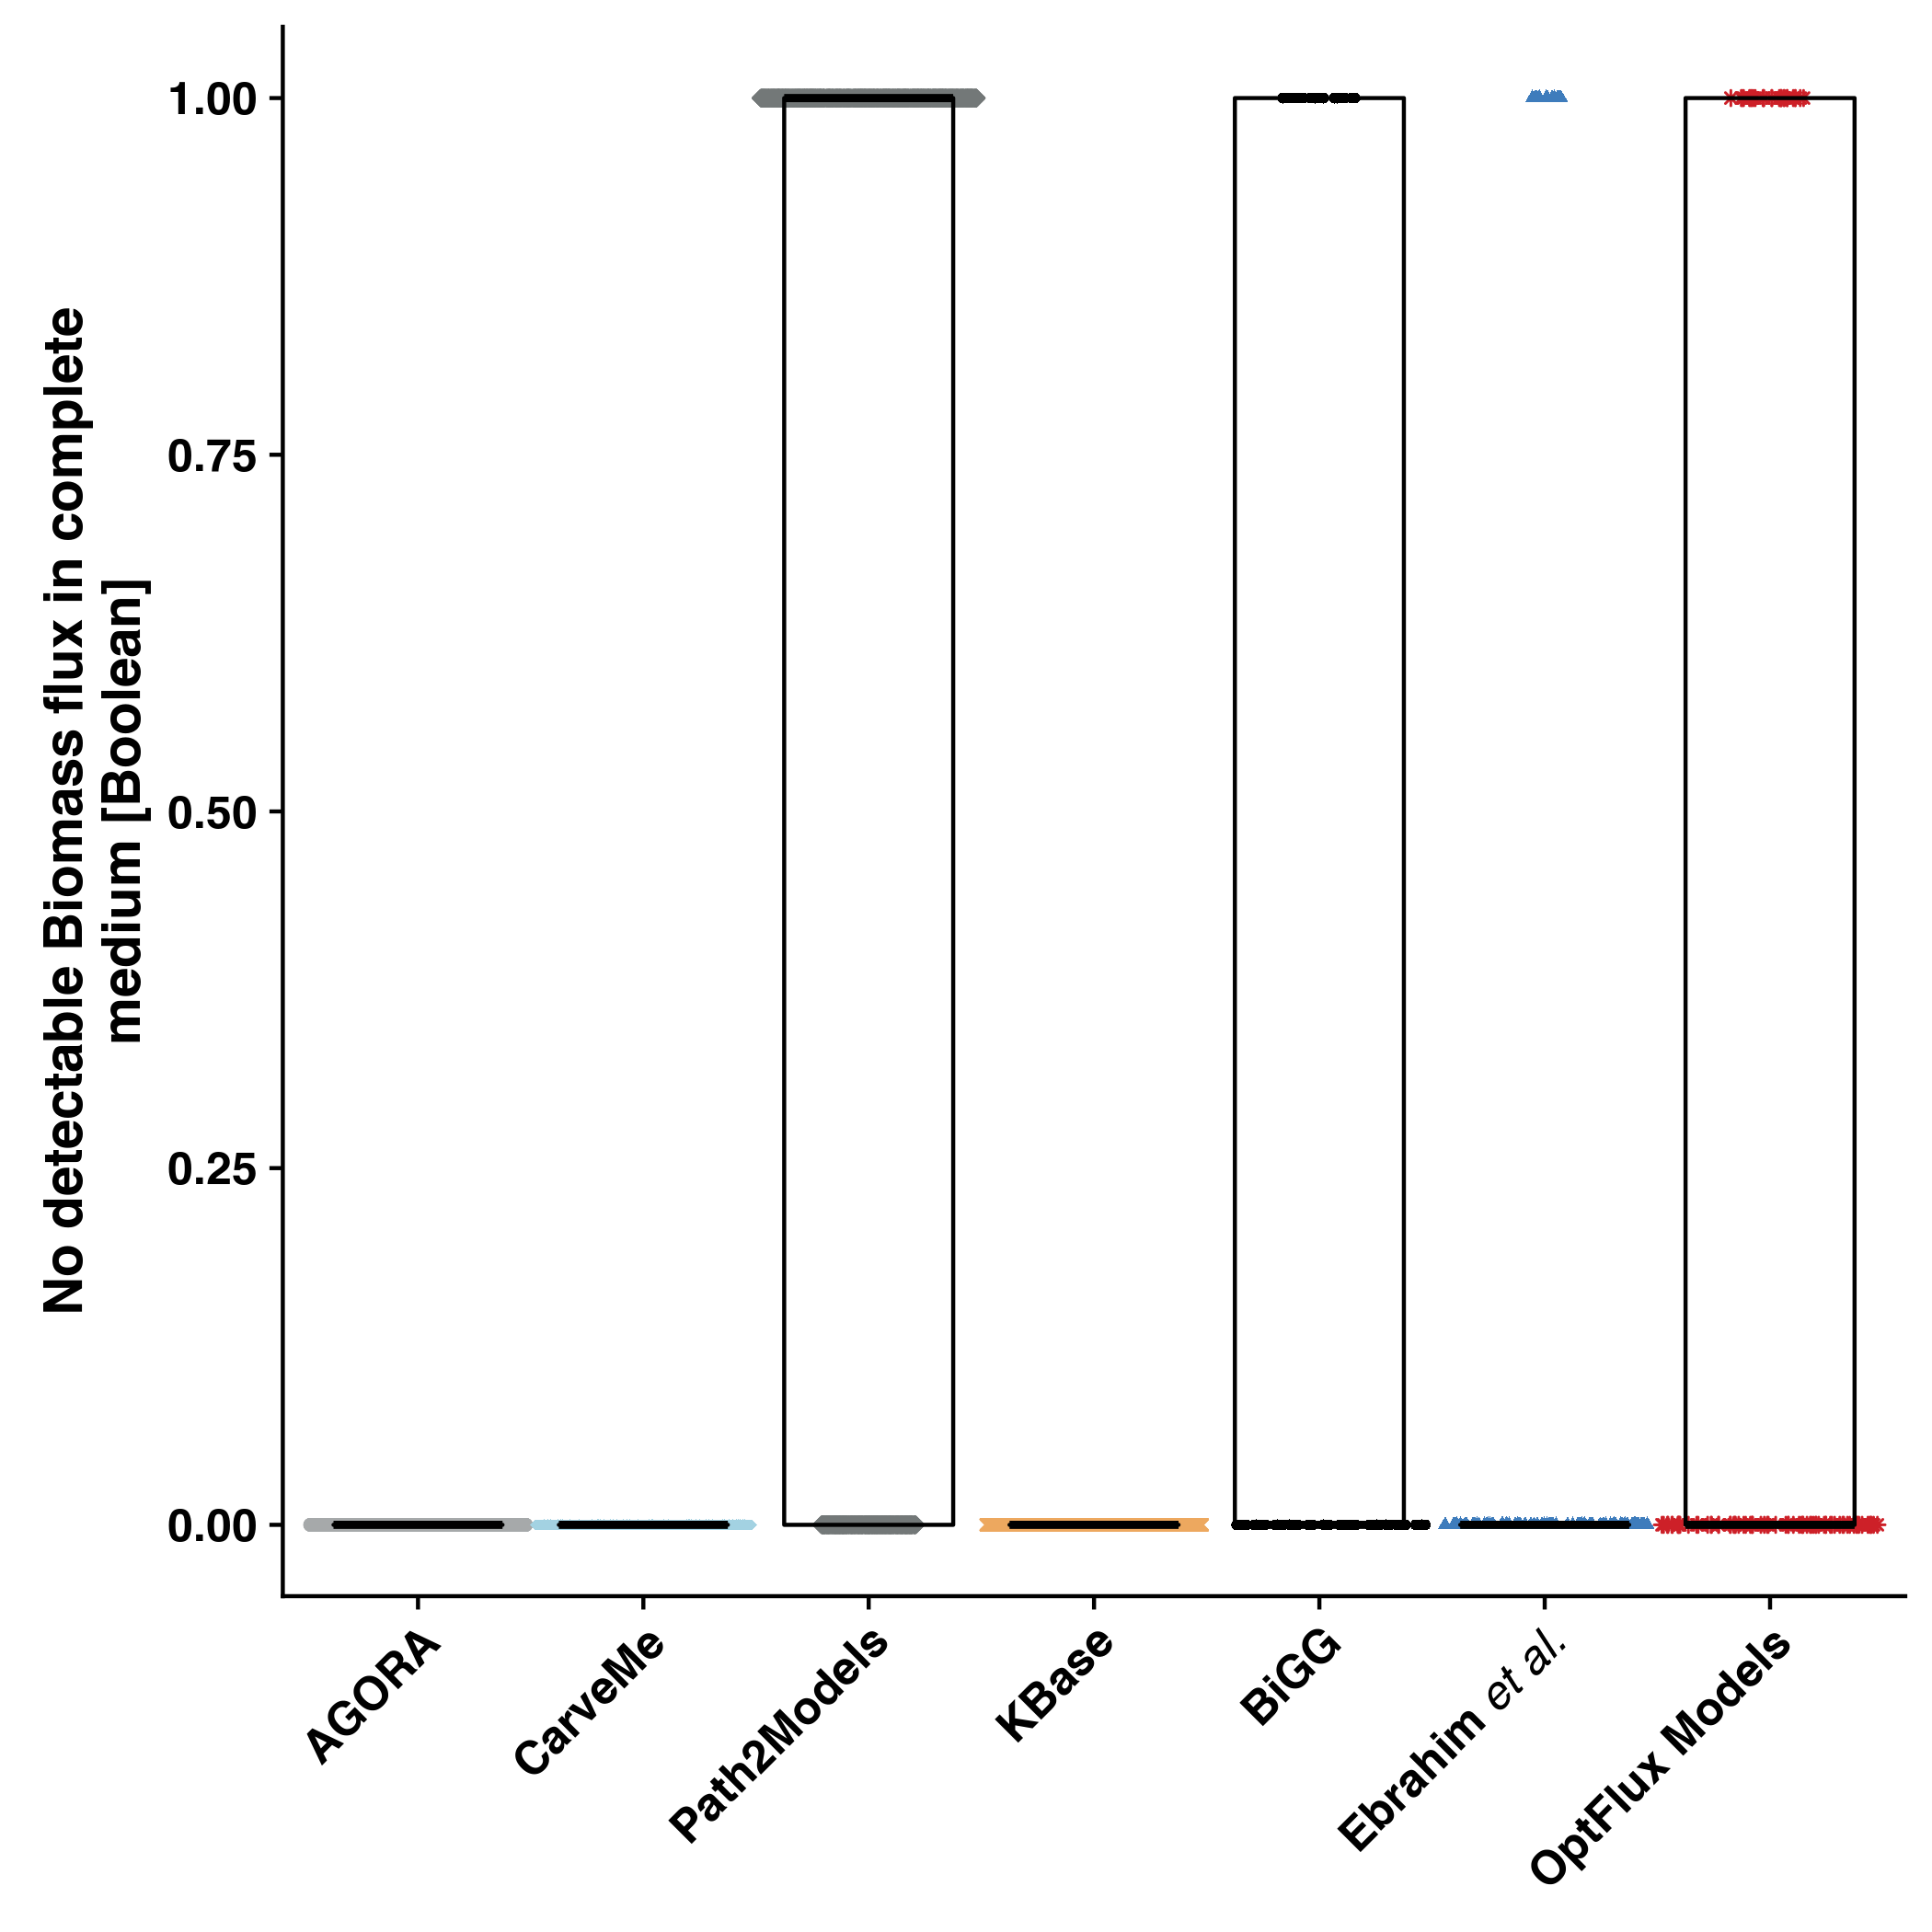 No detectable Biomass flux in complete
medium [Boolean]
1.00
0.75
0.50
0.25
0.00
AGORA
CarveMe
Path2Models
KBase
BiGG
Ebrahim et al.
OptFlux Models